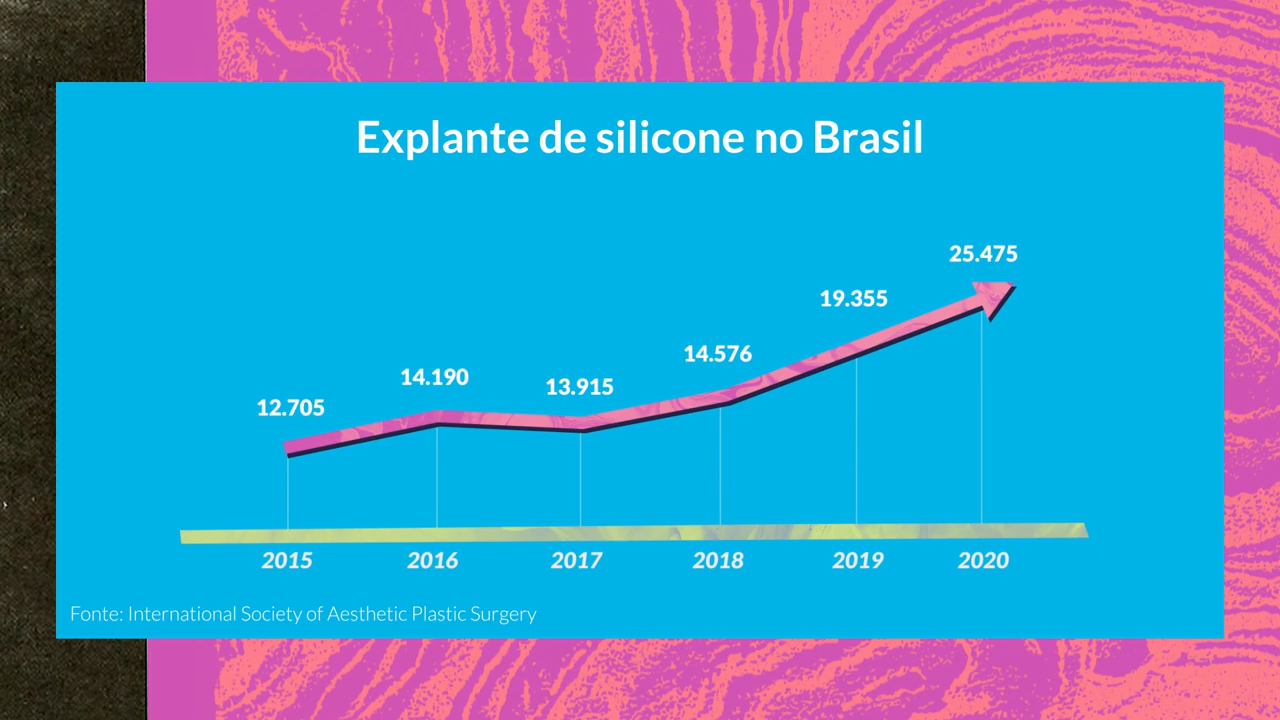 Explante de silicone no Brasil
25.475
19.355
14.576
14.190
13.915
12.705
2015 2016 2017 2018 2019 2020
Fonte: International Society of Aesthetic Plastic Surgery